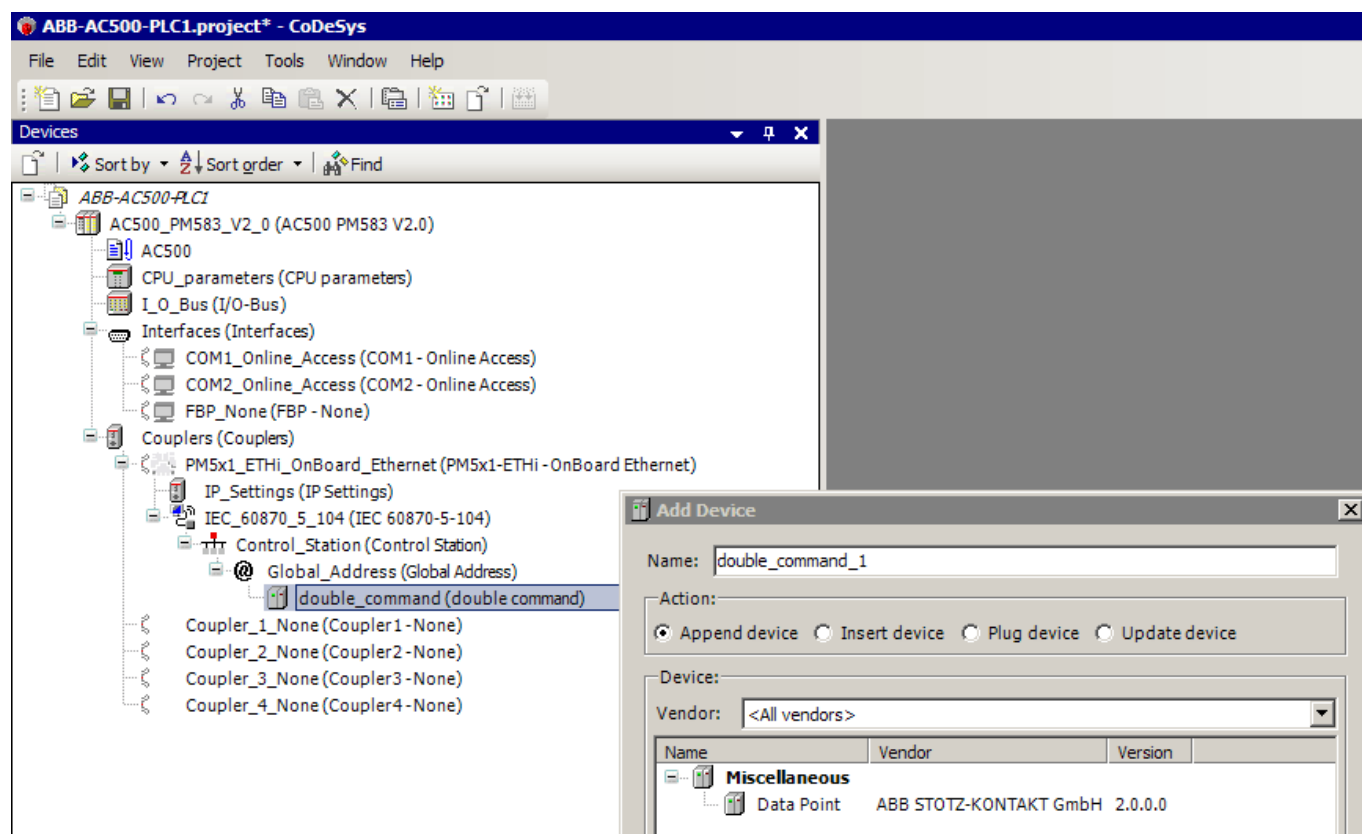 ABB-AC500-PLC1.project* - CoDeSys
File Edit View Project Tools Window Help
Devices
Sort by Sort order Find
ABB-AC500-PLC1
AC500_PM583_V2_0 (AC500 PM583 V2.0)
AC500
CPU_parameters (CPU parameters)
I_O_Bus (I/O-Bus)
Interfaces (Interfaces)
COM1_Online_Access (COM1 - Online Access)
COM2_Online_Access (COM2 - Online Access)
FBP_None (FBP - None)
Couplers (Couplers)
PM5x1_ETHi_OnBoard_Ethernet (PM5x1-ETHi - OnBoard Ethernet)
IP_Settings (IP Settings)
IEC_60870_5_104 (IEC 60870-5-104)
Control_Station (Control Station)
Global_Address (Global Address)
double_command (double command)
Coupler_1_None (Coupler1 - None)
Coupler_2_None (Coupler2 - None)
Coupler_3_None (Coupler3 - None)
Coupler_4_None (Coupler4 - None)
Add Device
Name: double_command_1
Action:
Append device Insert device Plug device Update device
Device:
Vendor: <All vendors>
Name Vendor Version
Miscellaneous
Data Point ABB STOTZ-KONTAKT GmbH 2.0.0.0